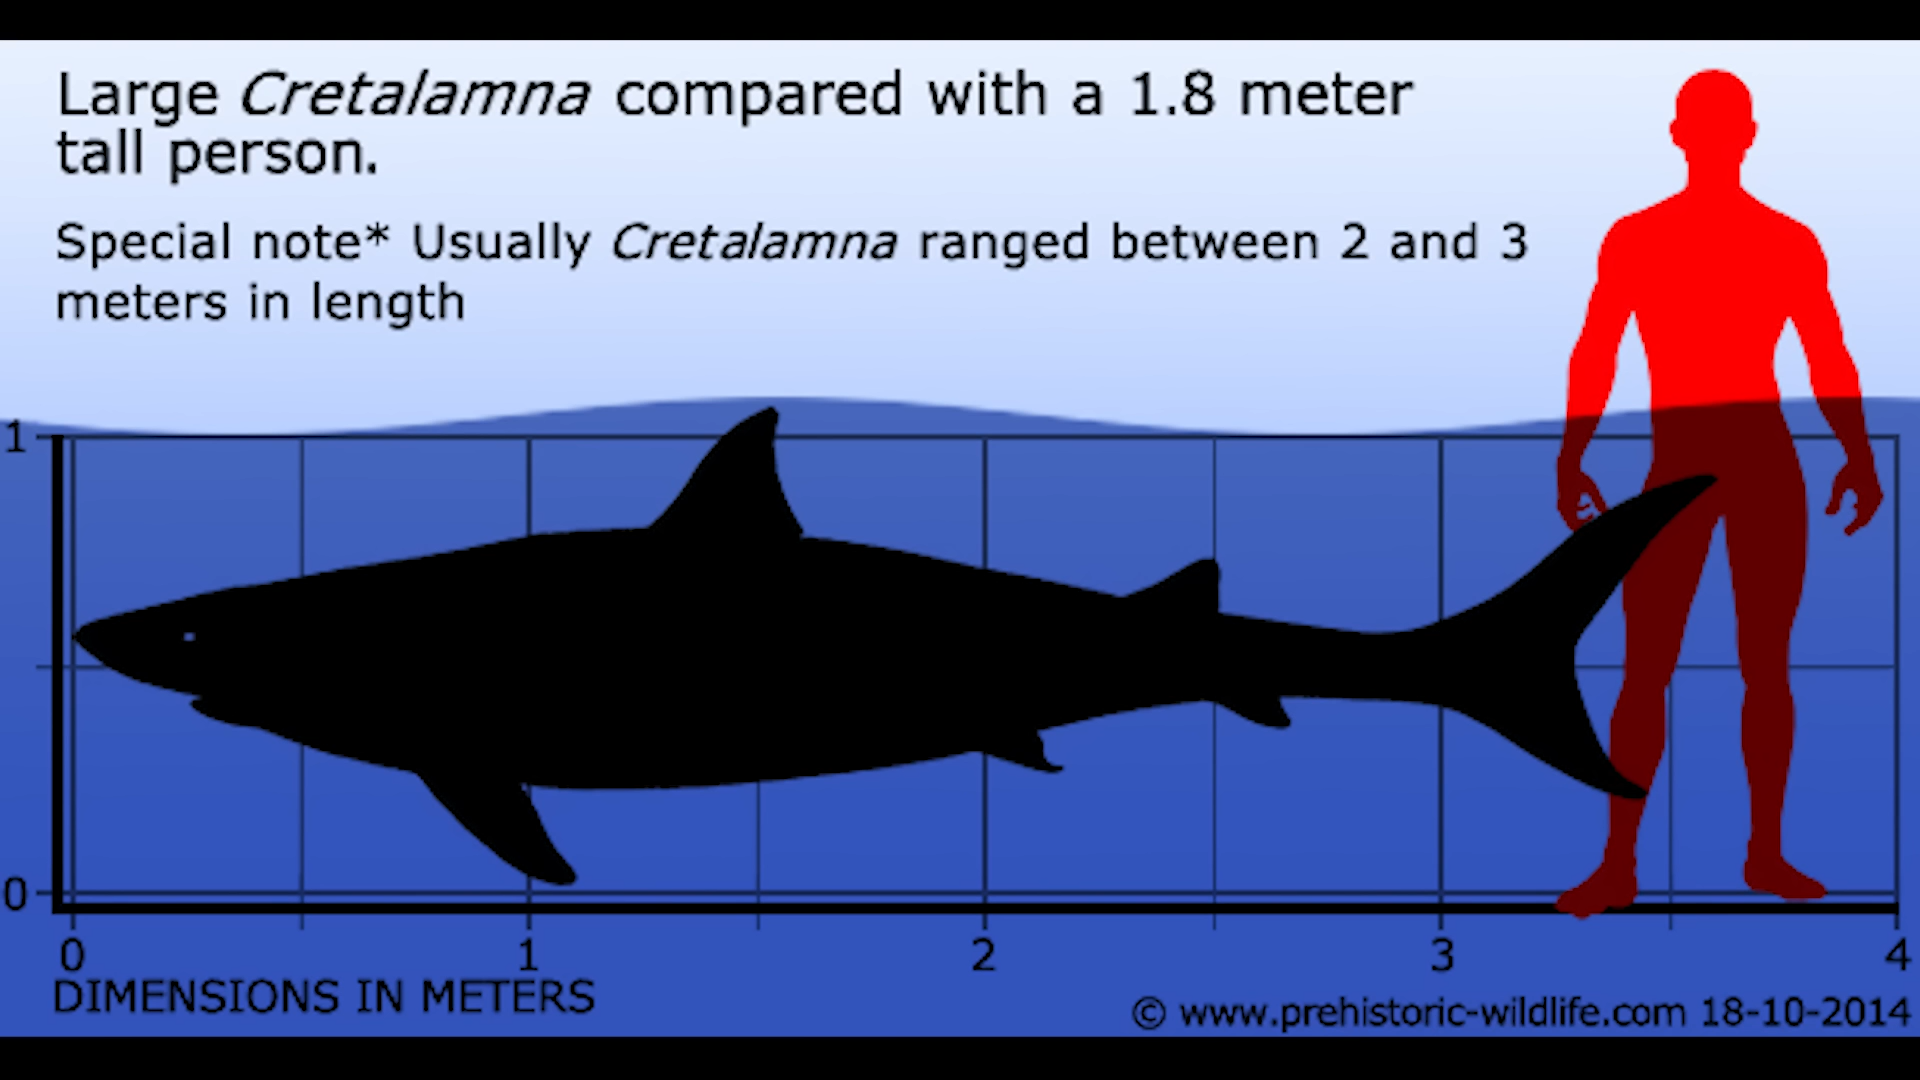 Large Cretalamna compared with a 1.8 meter
tall person.
Special note* Usually Cretalamna ranged between 2 and 3
meters in length
1
0
0 1 2 3 4
DIMENSIONS IN METERS
© www.prehistoric-wildlife.com 18-10-2014